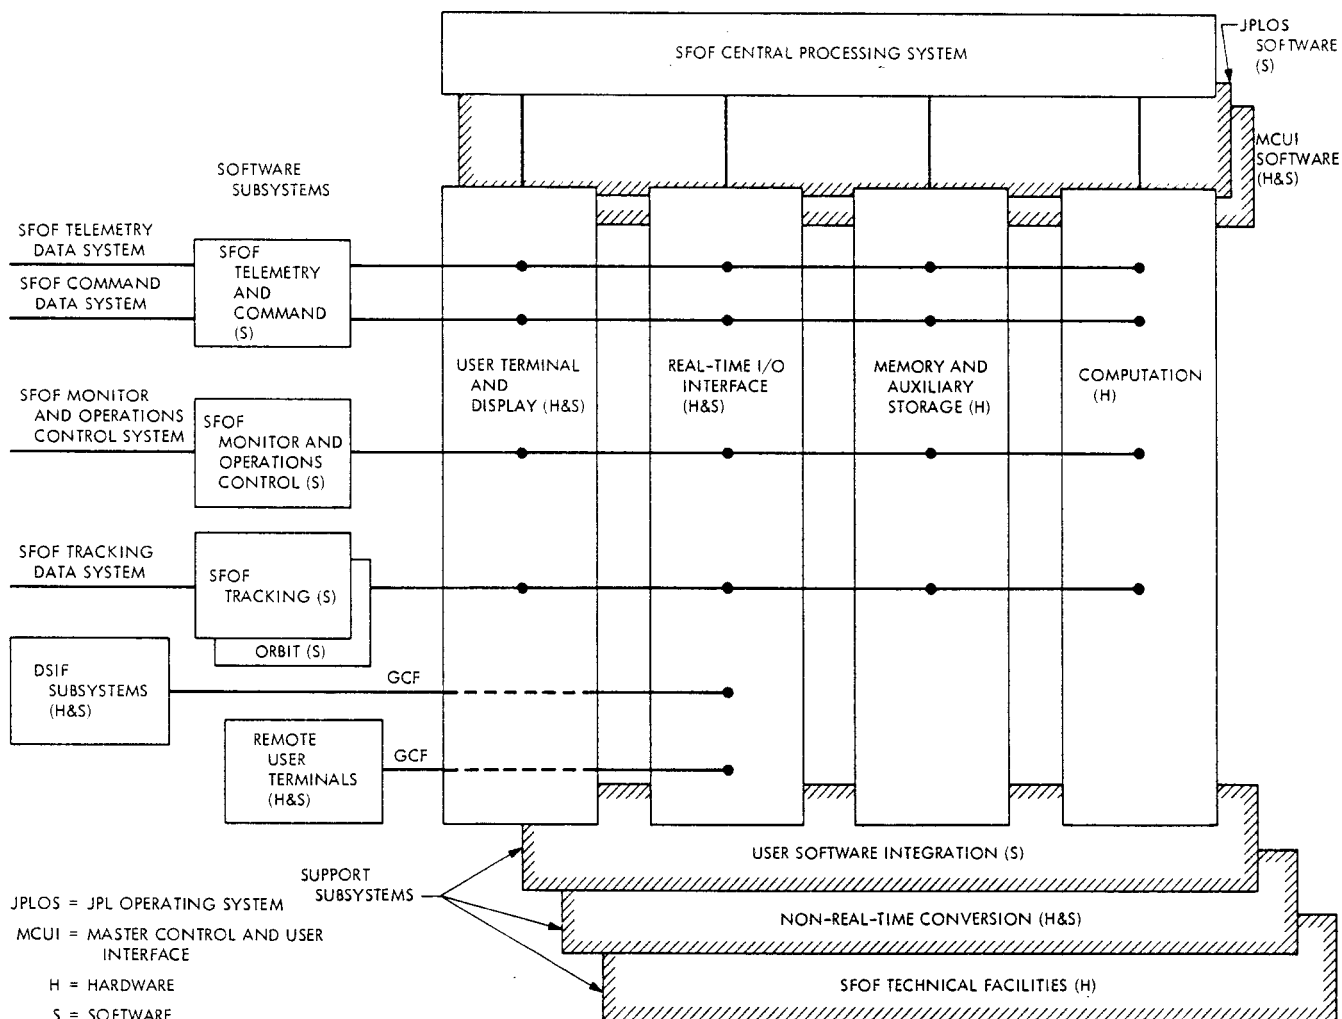 SFOF CENTRAL PROCESSING SYSTEM
JPLOS
SOFTWARE
(S)
MCUI
SOFTWARE
(H&S)
SOFTWARE
SUBSYSTEMS
SFOF TELEMETRY
DATA SYSTEM
SFOF COMMAND
DATA SYSTEM
SFOF
TELEMETRY
AND
COMMAND
(S)
USER TERMINAL
AND
DISPLAY (H&S)
REAL-TIME I/O
INTERFACE
(H&S)
MEMORY AND
AUXILIARY
STORAGE (H)
COMPUTATION
(H)
SFOF MONITOR
AND OPERATIONS
CONTROL SYSTEM
SFOF
MONITOR AND
OPERATIONS
CONTROL (S)
SFOF TRACKING
DATA SYSTEM
SFOF
TRACKING (S)
ORBIT (S)
DSIF
SUBSYSTEMS
(H&S)
GCF
REMOTE
USER
TERMINALS
(H&S)
GCF
USER SOFTWARE INTEGRATION (S)
SUPPORT
SUBSYSTEMS
NON-REAL-TIME CONVERSION (H&S)
SFOF TECHNICAL FACILITIES (H)
JPLOS = JPL OPERATING SYSTEM
MCUI = MASTER CONTROL AND USER
INTERFACE
H = HARDWARE
S = SOFTWARE